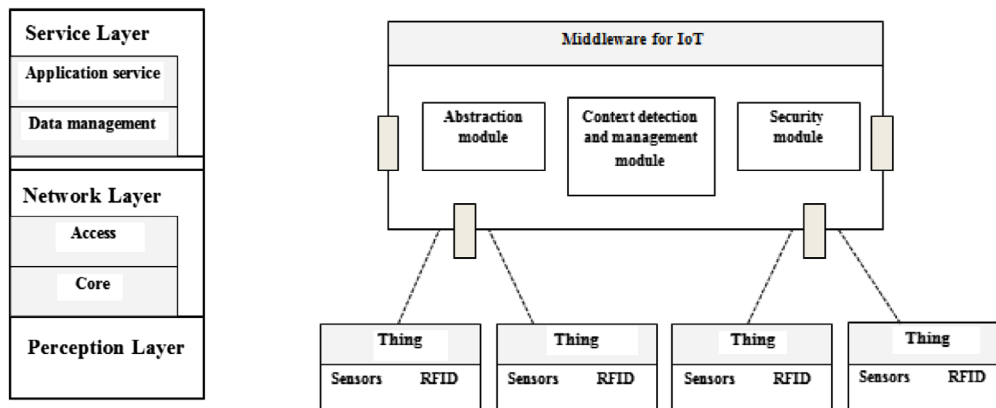 Service Layer
Application service
Data management
Network Layer
Access
Core
Perception Layer
Middleware for IoT
Abstraction
module
Context detection
and management
module
Security
module
Thing
Sensors RFID
Thing
Sensors RFID
Thing
Sensors RFID
Thing
Sensors RFID